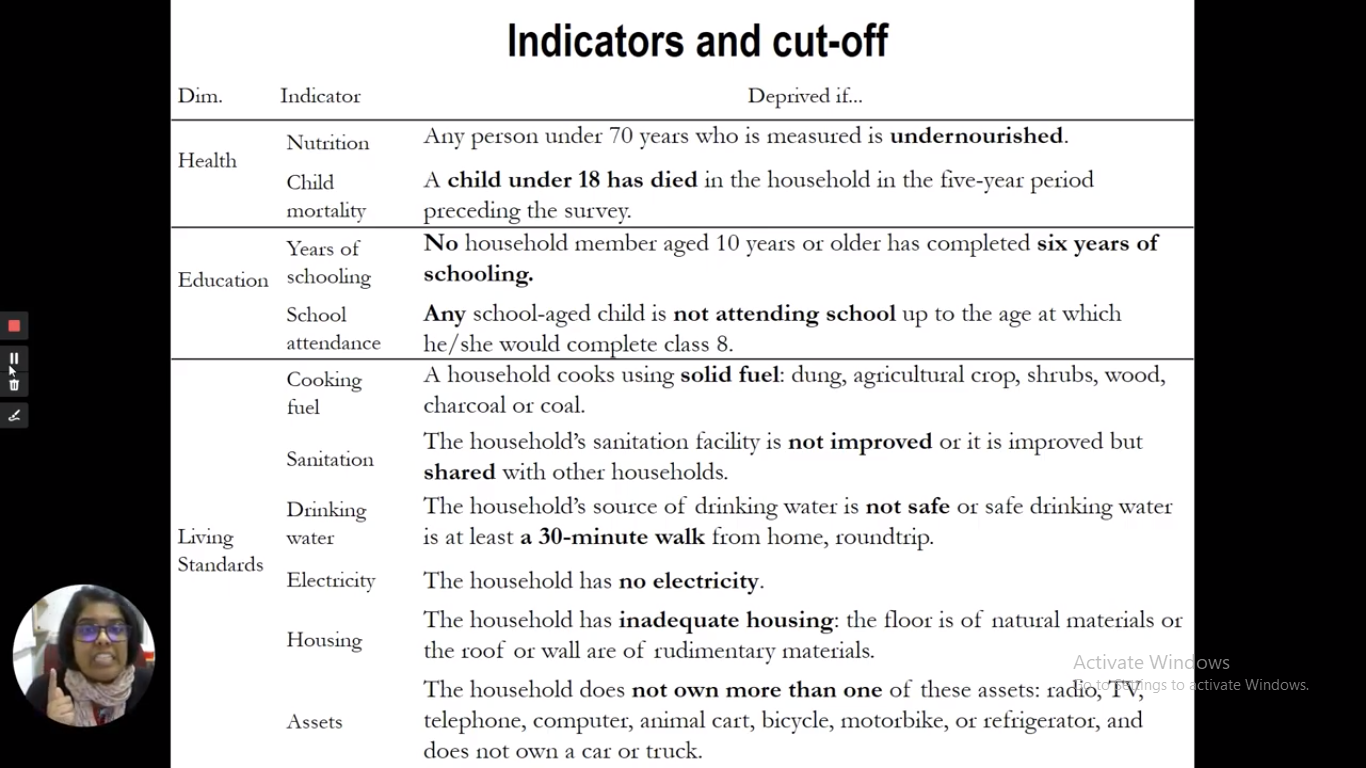 Indicators and cut-off
Dim. Indicator Deprived if...
Health
Nutrition
Any person under 70 years who is measured is undernourished.
Child
mortality
A child under 18 has died in the household in the five-year period
preceding the survey.
Education
Years of
schooling
No household member aged 10 years or older has completed six years of
schooling.
School
attendance
Any school-aged child is not attending school up to the age at which
he/she would complete class 8.
Living
Standards
Cooking
fuel
A household cooks using solid fuel: dung, agricultural crop, shrubs, wood,
charcoal or coal.
Sanitation
The household’s sanitation facility is not improved or it is improved but
shared with other households.
Drinking
water
The household’s source of drinking water is not safe or safe drinking water
is at least a 30-minute walk from home, roundtrip.
Electricity
The household has no electricity.
Housing
The household has inadequate housing: the floor is of natural materials or
the roof or wall are of rudimentary materials.
Assets
The household does not own more than one of these assets: radio, TV,
telephone, computer, animal cart, bicycle, motorbike, or refrigerator, and
does not own a car or truck.
Activate Windows
Go to Settings to activate Windows.